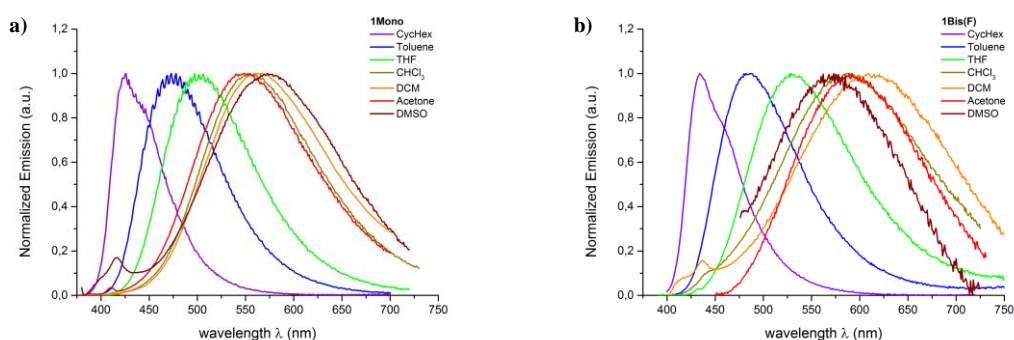 a)
1,2
1,0
0,8
0,6
0,4
0,2
0,0
Normalized Emission (a.u.)
1Mono
CycHex
Toluene
THF
CHCl₃
DCM
Acetone
DMSO
400 450 500 550 600 650 700 750
wavelength λ (nm)
b)
1,2
1,0
0,8
0,6
0,4
0,2
0,0
Normalized Emission (a.u.)
1Bis(F)
CycHex
Toluene
THF
CHCl₃
DCM
Acetone
DMSO
400 450 500 550 600 650 700 750
wavelength λ (nm)